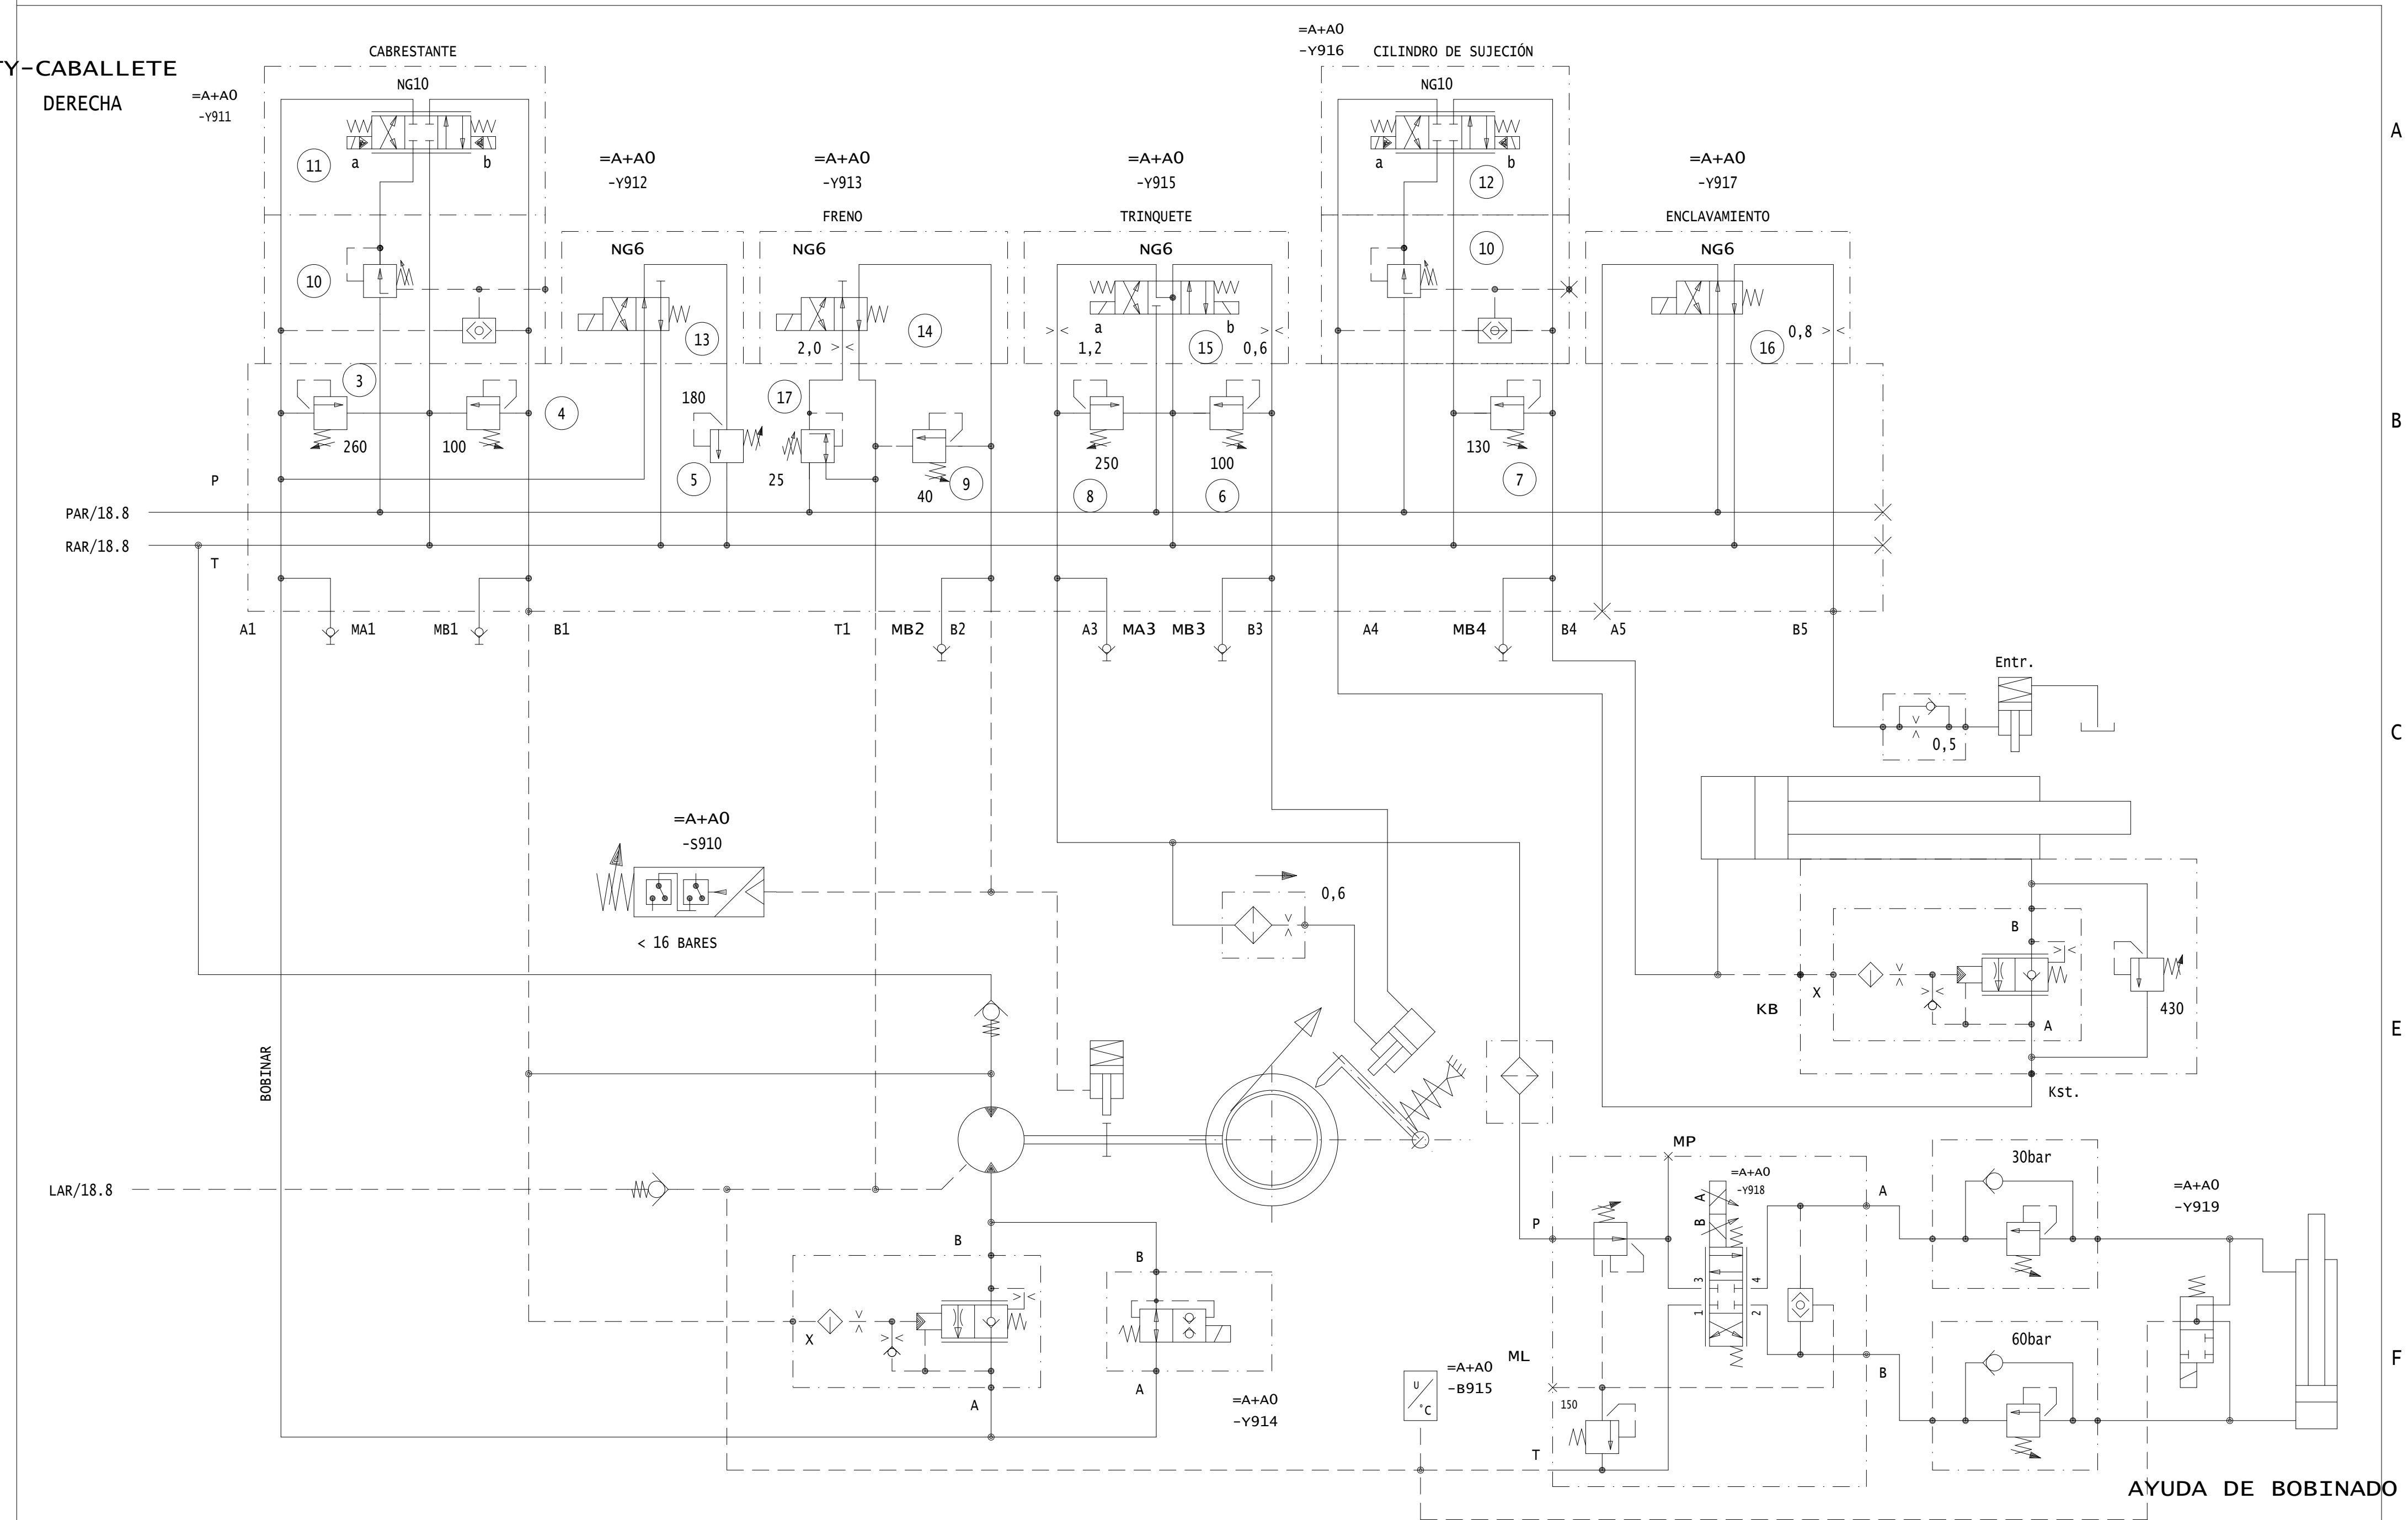 =A+A0
-Y916
CABRESTANTE
CILINDRO DE SUJECIÓN
TY-CABALLETE
DERECHA
=A+A0
-Y911
NG10
NG10
A
11
a
b
a
b
12
=A+A0
-Y912
=A+A0
-Y913
=A+A0
-Y915
=A+A0
-Y917
FRENO
TRINQUETE
ENCLAVAMIENTO
10
NG6
NG6
NG6
10
NG6
13
2,0 > <
14
> <
a
1,2
15
b
0,6
> <
16
0,8 > <
3
260
100
4
180
5
17
25
40
9
250
8
100
6
130
7
B
P
PAR/18.8
RAR/18.8
T
A1
MA1
MB1
B1
T1
MB2
B2
A3
MA3
MB3
B3
A4
MB4
B4
A5
B5
Entr.
0,5
C
=A+A0
-S910
< 16 BARES
0,6
B
> <
X
> <
A
KB
430
Kst.
E
BOBINAR
LAR/18.8
MP
=A+A0
-Y918
A
B
3
4
1
2
P
A
B
30bar
60bar
=A+A0
-Y919
B
> <
X
> <
A
B
A
=A+A0
-Y914
U
°C
=A+A0
-B915
ML
150
T
F
AYUDA DE BOBINADO